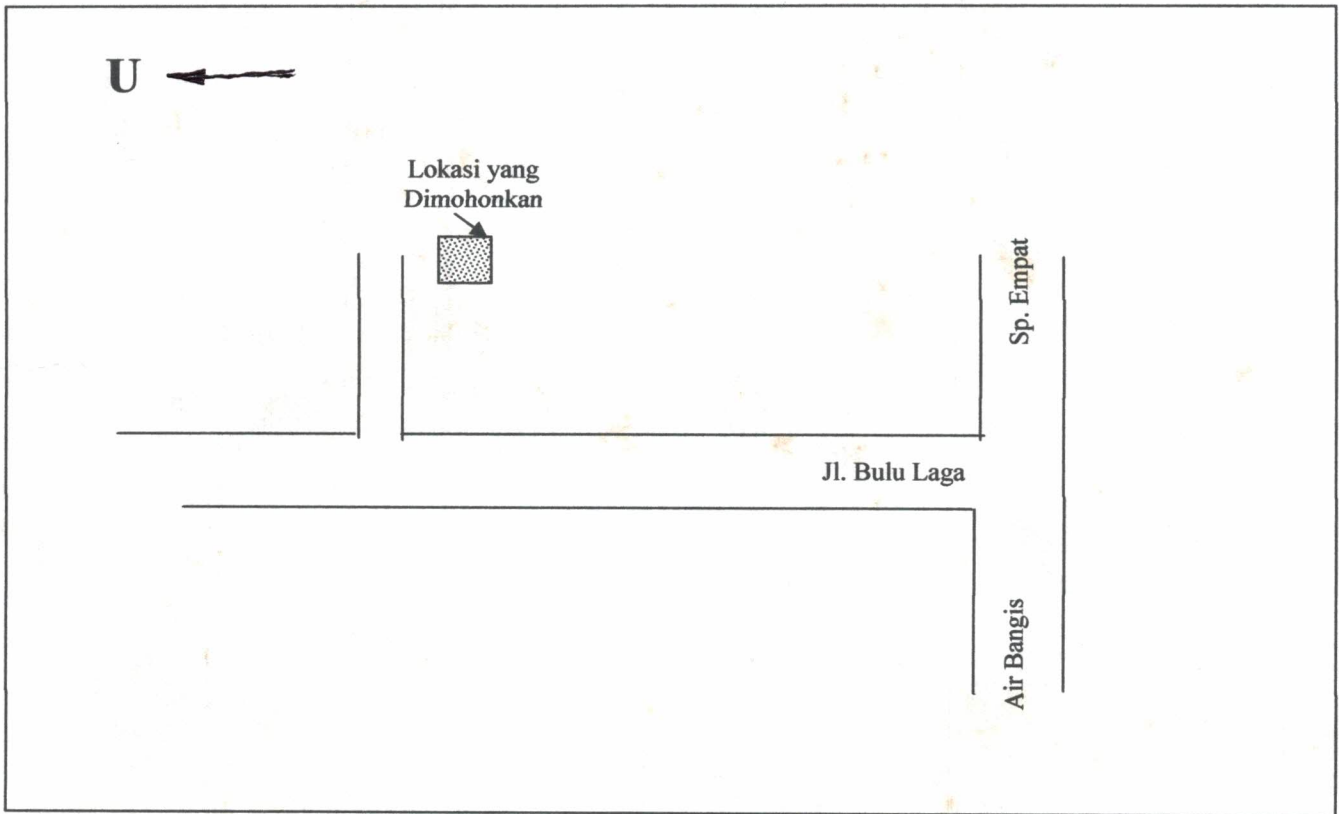 U
Lokasi yang
Dimohonkan
Sp. Empat
Jl. Bulu Laga
Air Bangis